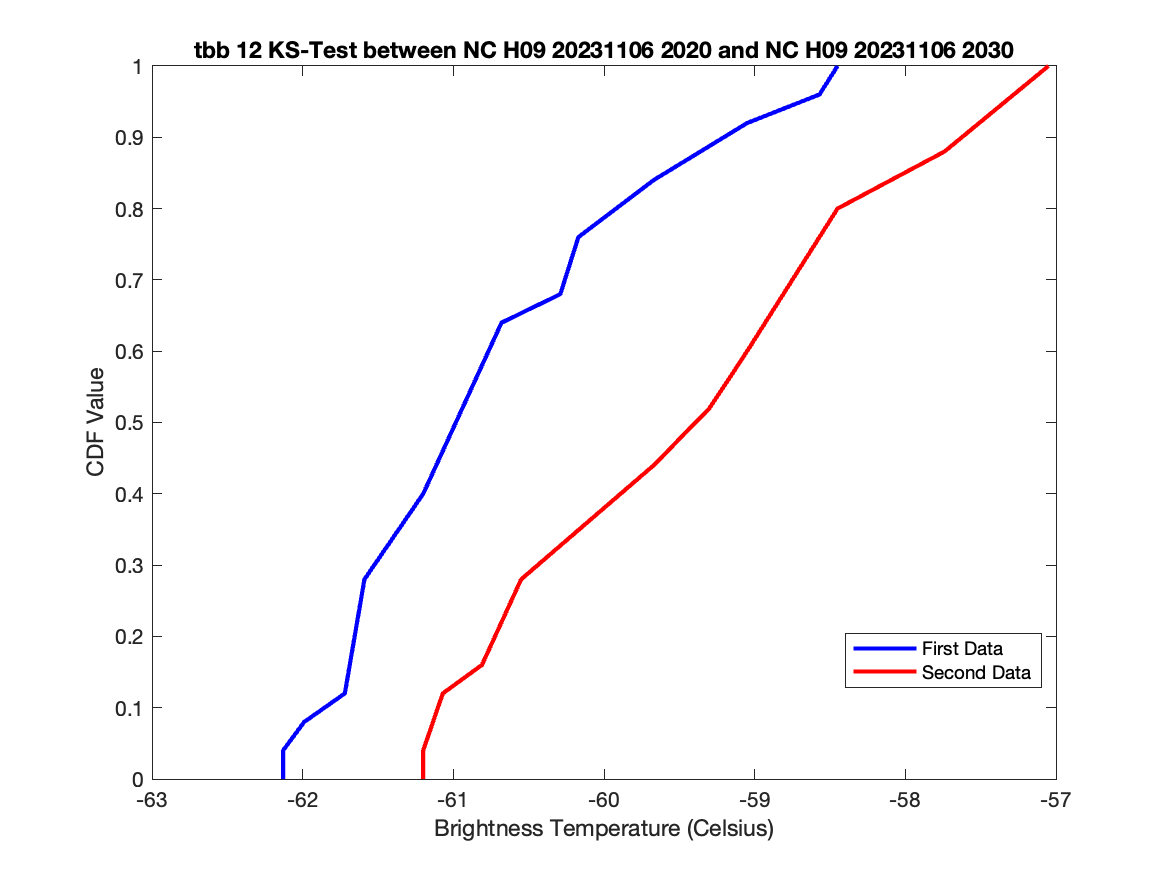 tbb 12 KS-Test between NC H09 20231106 2020 and NC H09 20231106 2030
1
0.9
0.8
0.7
0.6
0.5
0.4
0.3
0.2
0.1
0
CDF Value
First Data
Second Data
-63 -62 -61 -60 -59 -58 -57
Brightness Temperature (Celsius)